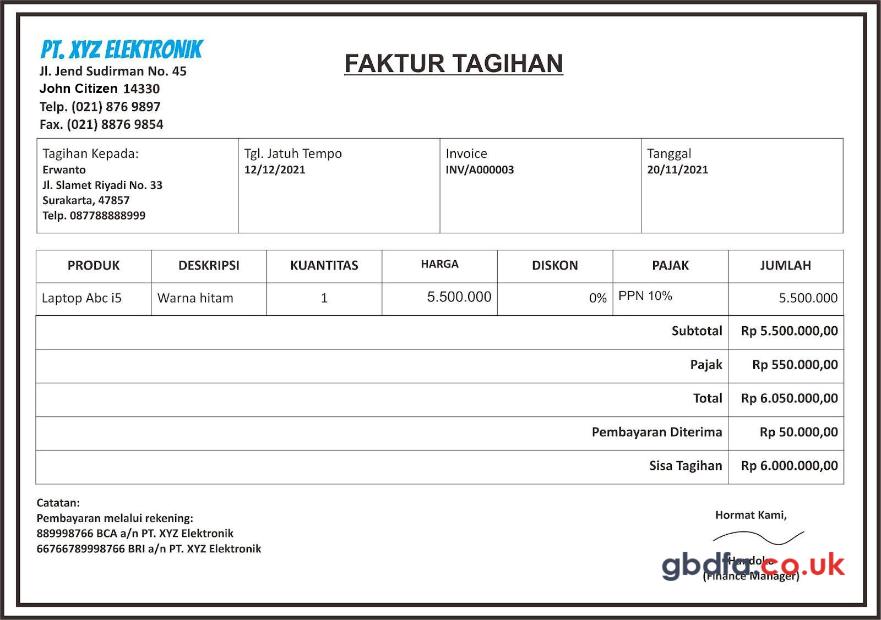 PT. XYZ ELEKTRONIK
Jl. Jend Sudirman No. 45
John Citizen 14330
Telp. (021) 876 9897
Fax. (021) 8876 9854
FAKTUR TAGIHAN
Tagihan Kepada:
Erwanto
Jl. Slamet Riyadi No. 33
Surakarta, 47857
Telp. 087788888999
Tgl. Jatuh Tempo
12/12/2021
Invoice
INV/A000003
Tanggal
20/11/2021
PRODUK DESKRIPSI KUANTITAS HARGA DISKON PAJAK JUMLAH
Laptop Abc i5 Warna hitam 1 5.500.000 0% PPN 10% 5.500.000
Subtotal Rp 5.500.000,00
Pajak Rp 550.000,00
Total Rp 6.050.000,00
Pembayaran Diterima Rp 50.000,00
Sisa Tagihan Rp 6.000.000,00
Catatan:
Pembayaran melalui rekening:
889998766 BCA a/n PT. XYZ Elektronik
66766789998766 BRI a/n PT. XYZ Elektronik
Hormat Kami,
gbdfa.co.uk
(Finance Manager)